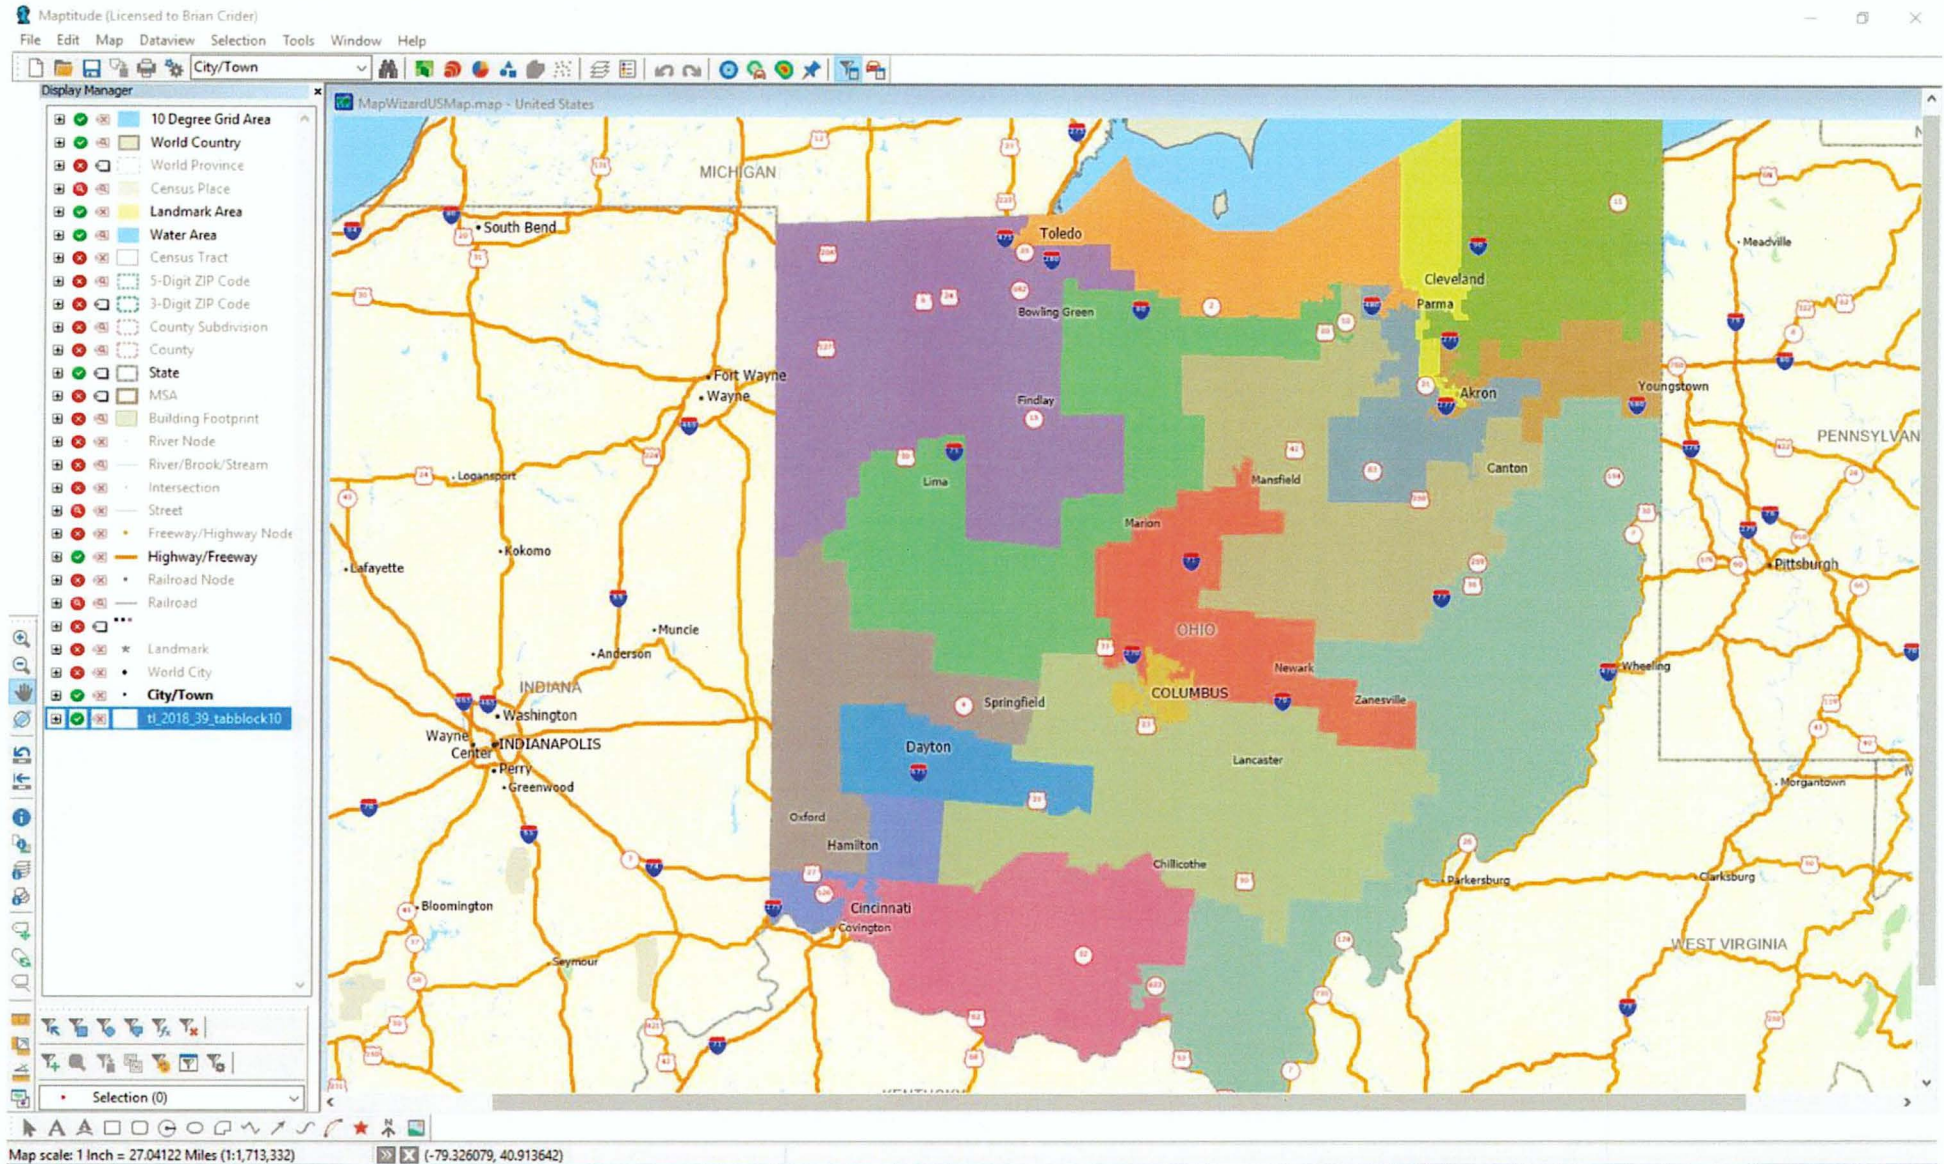 Maptitude (Licensed to Brian Crider)
File Edit Map Dataview Selection Tools Window Help
City/Town
Display Manager
MapWizardUSMap.map - United States
10 Degree Grid Area
World Country
World Province
Census Place
Landmark Area
Water Area
Census Tract
5-Digit ZIP Code
3-Digit ZIP Code
County Subdivision
County
State
MSA
Building Footprint
River Node
River/Brook/Stream
Intersection
Street
Freeway/Highway Node
Highway/Freeway
Railroad Node
Railroad
Landmark
World City
City/Town
tl_2018_39_tabblock10
Selection (0)
MICHIGAN
South Bend
Toledo
Meadville
Cleveland
Parma
Bowling Green
Fort Wayne
Wayne
Youngstown
Akron
Findlay
PENNSYLVAN
Logansport
Lima
Mansfield
Canton
Marion
Kokomo
Lafayette
Pittsburgh
Muncie
OHIO
Anderson
Newark
Wheeling
INDIANA
COLUMBUS
Springfield
Zanesville
Washington
Wayne
Center
INDIANAPOLIS
Dayton
Lancaster
Perry
Greenwood
Morgantown
Oxford
Hamilton
Chillicothe
Parkersburg
Clarksburg
Bloomington
Cincinnati
Covington
WEST VIRGINIA
Seymour
KENTUCKY
Map scale: 1 Inch = 27.04122 Miles (1:1,713,332)
(-79.326079, 40.913642)